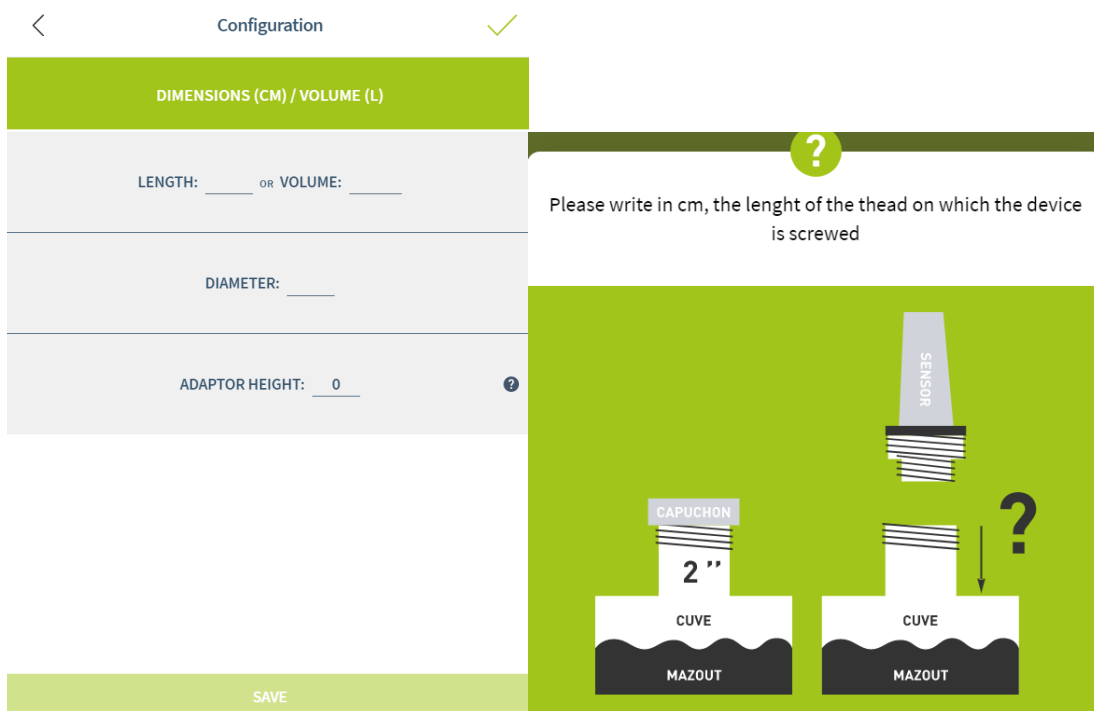 Configuration
DIMENSIONS (CM) / VOLUME (L)
LENGTH: OR VOLUME:
DIAMETER:
ADAPTOR HEIGHT: 0 ?
SAVE
?
Please write in cm, the lenght of the thead on which the device
is screwed
SENSOR
CAPUCHON
2 ’’
?
CUVE
MAZOUT
CUVE
MAZOUT